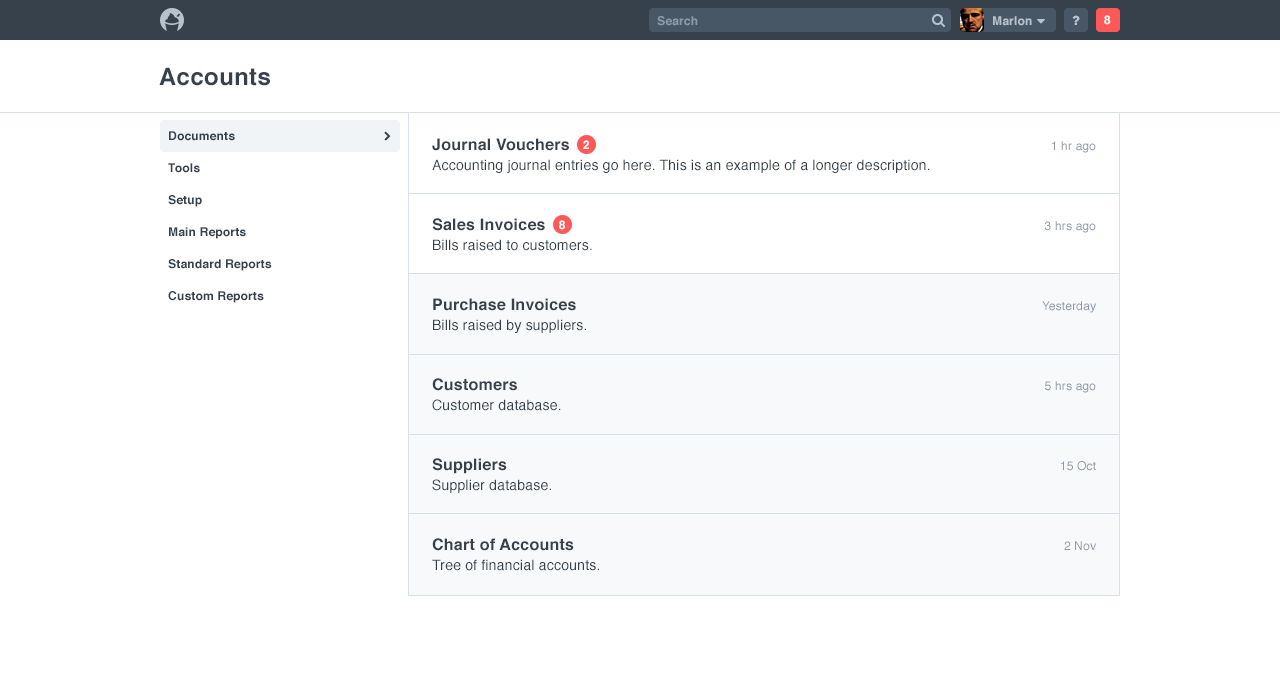 Search
Marlon
?
8
Accounts
Documents
Tools
Setup
Main Reports
Standard Reports
Custom Reports
Journal Vouchers 2
1 hr ago
Accounting journal entries go here. This is an example of a longer description.
Sales Invoices 8
3 hrs ago
Bills raised to customers.
Purchase Invoices
Yesterday
Bills raised by suppliers.
Customers
5 hrs ago
Customer database.
Suppliers
15 Oct
Supplier database.
Chart of Accounts
2 Nov
Tree of financial accounts.